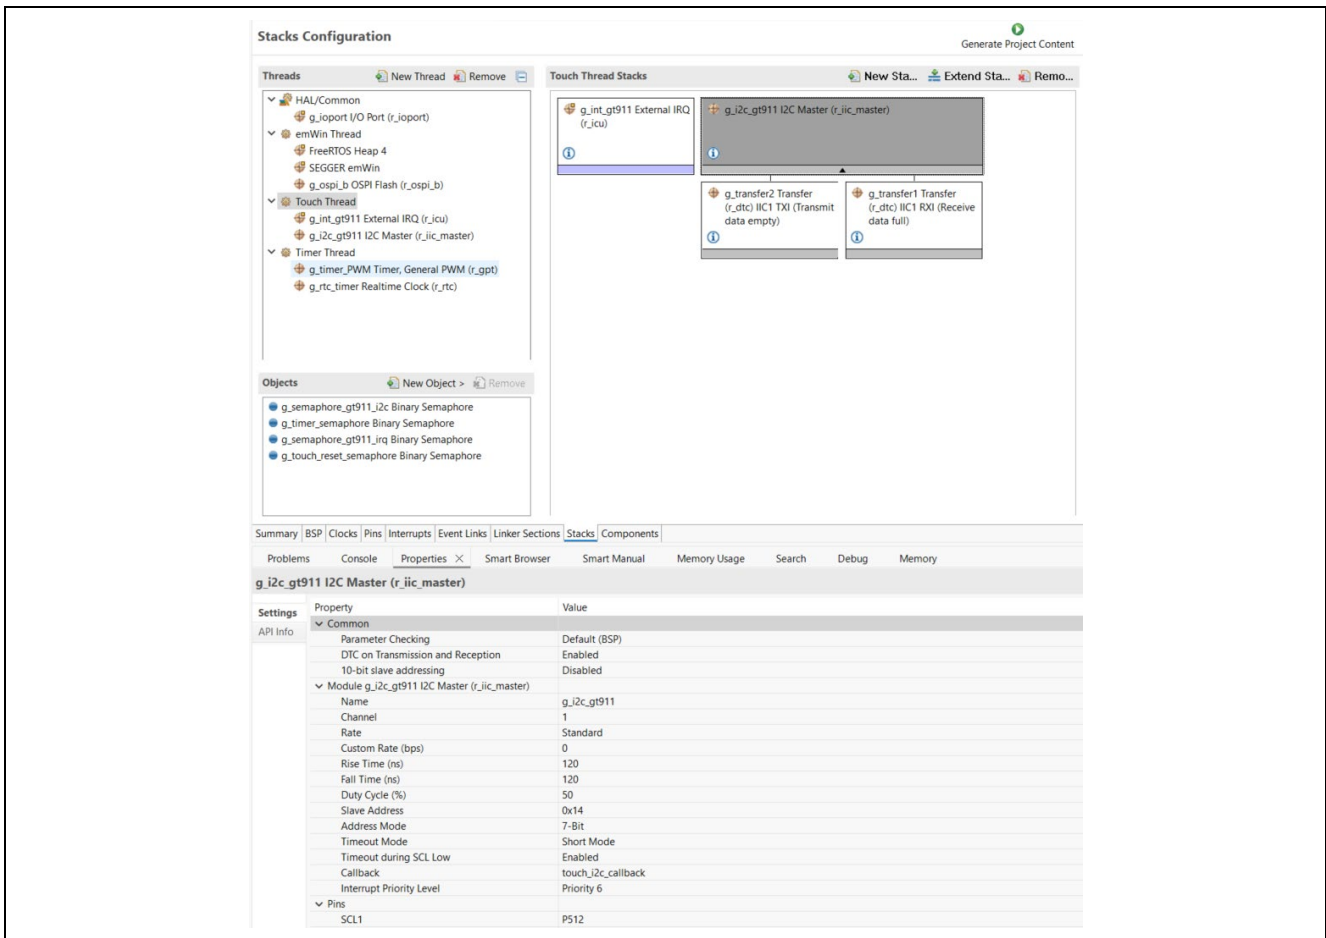 Stacks Configuration
Generate Project Content
Threads
New Thread
Remove
HAL/Common
g_ioport I/O Port (r_ioport)
emWin Thread
FreeRTOS Heap 4
SEGGER emWin
g_ospi_b OSPI Flash (r_ospi_b)
Touch Thread
g_int_gt911 External IRQ (r_icu)
g_i2c_gt911 I2C Master (r_iic_master)
Timer Thread
g_timer_PWM Timer, General PWM (r_gpt)
g_rtc_timer Realtime Clock (r_rtc)
Objects
New Object >
Remove
g_semaphore_gt911_i2c Binary Semaphore
g_timer_semaphore Binary Semaphore
g_semaphore_gt911_irq Binary Semaphore
g_touch_reset_semaphore Binary Semaphore
Touch Thread Stacks
New Sta...
Extend Sta...
Remo...
g_int_gt911 External IRQ
(r_icu)
g_i2c_gt911 I2C Master (r_iic_master)
g_transfer2 Transfer
(r_dtc) IIC1 TXI (Transmit
data empty)
g_transfer1 Transfer
(r_dtc) IIC1 RXI (Receive
data full)
Summary BSP Clocks Pins Interrupts Event Links Linker Sections Stacks Components
Problems Console Properties Smart Browser Smart Manual Memory Usage Search Debug Memory
g_i2c_gt911 I2C Master (r_iic_master)
Settings
API Info
Property Value
Common
Parameter Checking Default (BSP)
DTC on Transmission and Reception Enabled
10-bit slave addressing Disabled
Module g_i2c_gt911 I2C Master (r_iic_master)
Name g_i2c_gt911
Channel 1
Rate Standard
Custom Rate (bps) 0
Rise Time (ns) 120
Fall Time (ns) 120
Duty Cycle (%) 50
Slave Address 0x14
Address Mode 7-Bit
Timeout Mode Short Mode
Timeout during SCL Low Enabled
Callback touch_i2c_callback
Interrupt Priority Level Priority 6
Pins
SCL1 P512